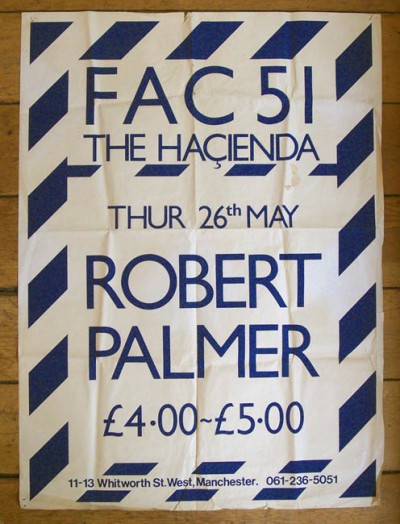 FAC 51
THE HAÇIENDA
THUR 26th MAY
ROBERT
PALMER
£4·00~£5·00
11-13 Whitworth St. West, Manchester. 061-236-5051